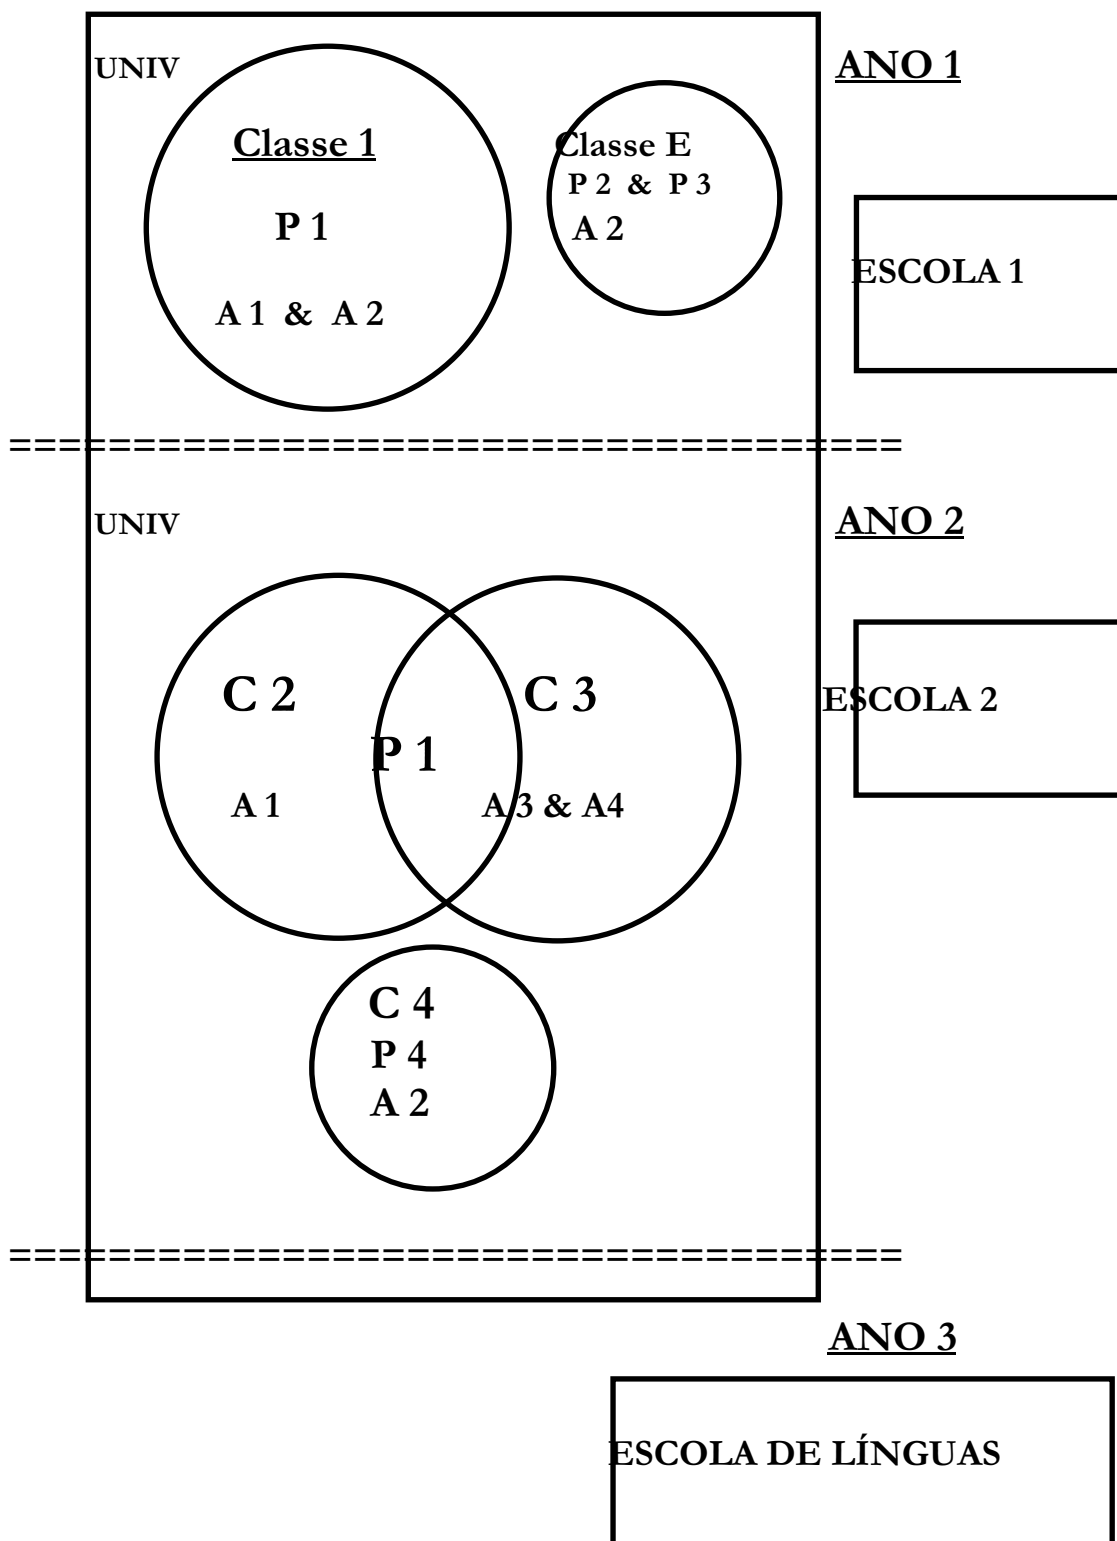 UNIV
ANO 1
Classe 1
Classe E
P 2 & P 3
P 1
A 2
ESCOLA 1
A 1 & A 2
====================================
UNIV
ANO 2
C 2
C 3
ESCOLA 2
P 1
A 1
A 3 & A4
C 4
P 4
A 2
====================================
ANO 3
ESCOLA DE LÍNGUAS